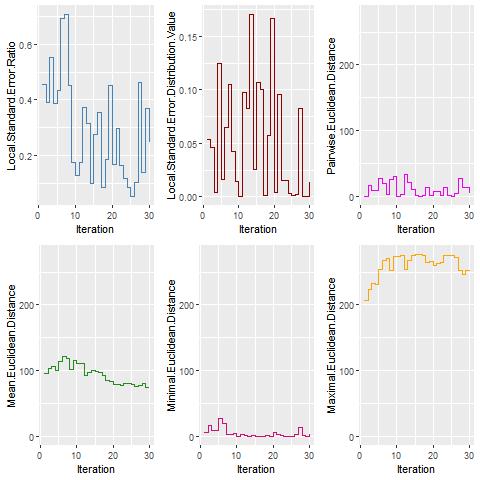 Local.Standard.Error.Ratio
0.6
0.4
0.2
0 10 20 30
Iteration
Local.Standard.Error.Distribution.Value
0.15
0.10
0.05
0.00
0 10 20 30
Iteration
Pairwise.Euclidean.Distance
200
100
0
0 10 20 30
Iteration
Mean.Euclidean.Distance
200
100
0
0 10 20 30
Iteration
Minimal.Euclidean.Distance
200
100
0
0 10 20 30
Iteration
Maximal.Euclidean.Distance
200
100
0
0 10 20 30
Iteration